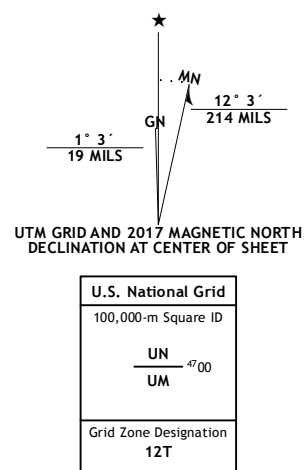 ★
MN
GN
12° 3´
214 MILS
1° 3´
19 MILS
UTM GRID AND 2017 MAGNETIC NORTH
DECLINATION AT CENTER OF SHEET
U.S. National Grid
100,000-m Square ID
UN
⁴⁷00
UM
Grid Zone Designation
12T